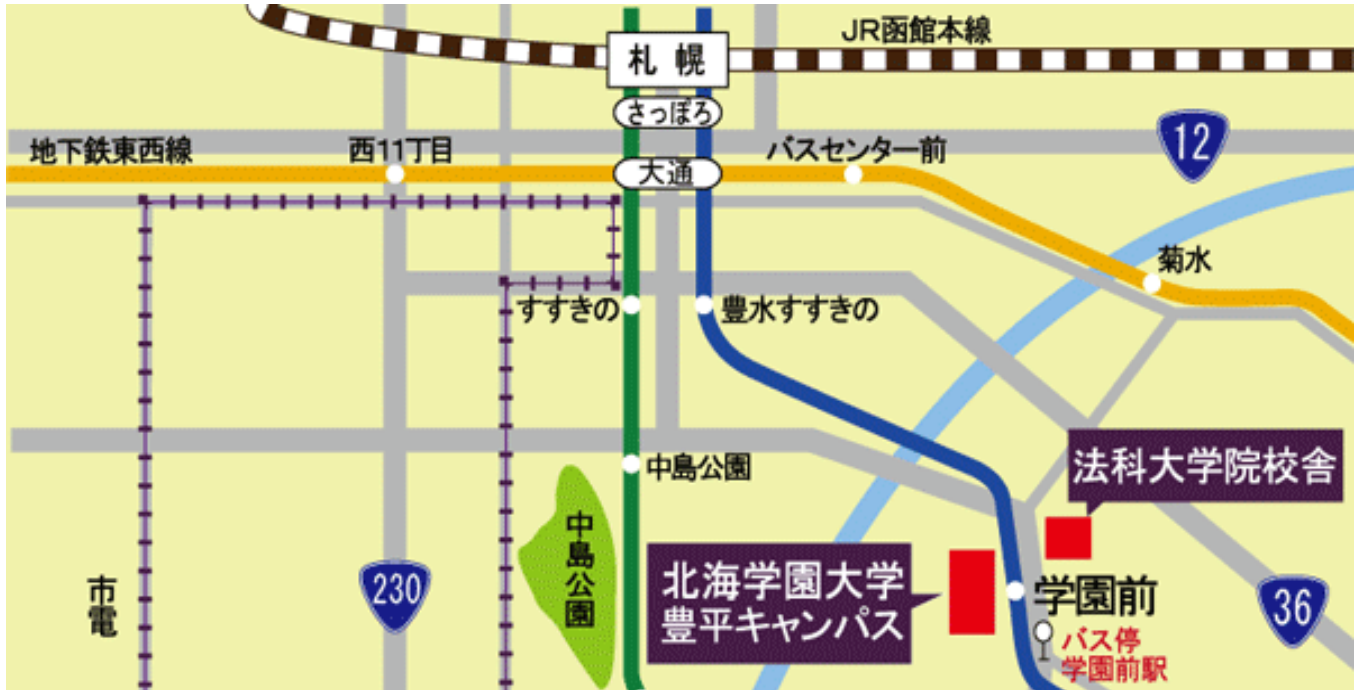 JR函館本線
札幌
さっぽろ
12
地下鉄東西線
西11丁目
大通
バスセンター前
菊水
すすきの
豊水すすきの
中島公園
法科大学院校舎
中島公園
市電
230
北海学園大学
豊平キャンパス
学園前
36
バス停
学園前駅